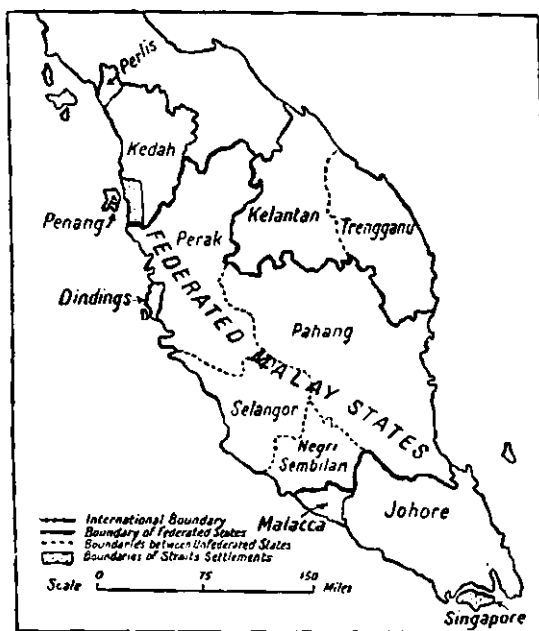 Perlis
Kedah
Penang
Perak
Kelantan
Trengganu
Dindings
FEDERATED MALAY STATES
Pahang
Selangor
Negri
Sembilan
Malacca
Johore
Singapore
International Boundary
Boundary of Federated States
Boundaries between Unfederated States
Boundaries of Straits Settlements
Scale 0 75 150 Miles